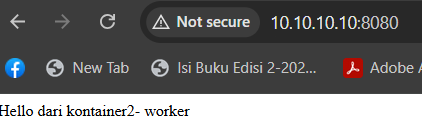 Not secure 10.10.10.10:8080
New Tab Isi Buku Edisi 2-202... Adobe A
Hello dari kontainer2- worker